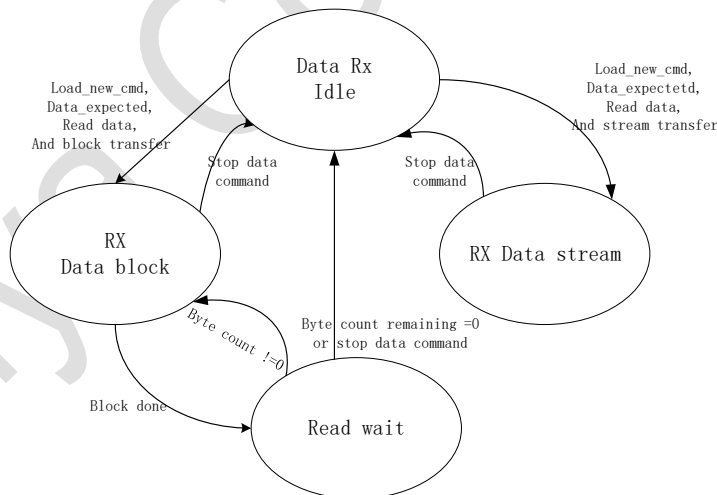 Data Rx
Idle
Load_new_cmd,
Data_expected,
Read data,
And block transfer
Load_new_cmd,
Data_expectetd,
Read data,
And stream transfer
Stop data
command
Stop data
command
RX
Data block
RX Data stream
Byte count !=0
Byte count remaining =0
or stop data command
Block done
Read wait